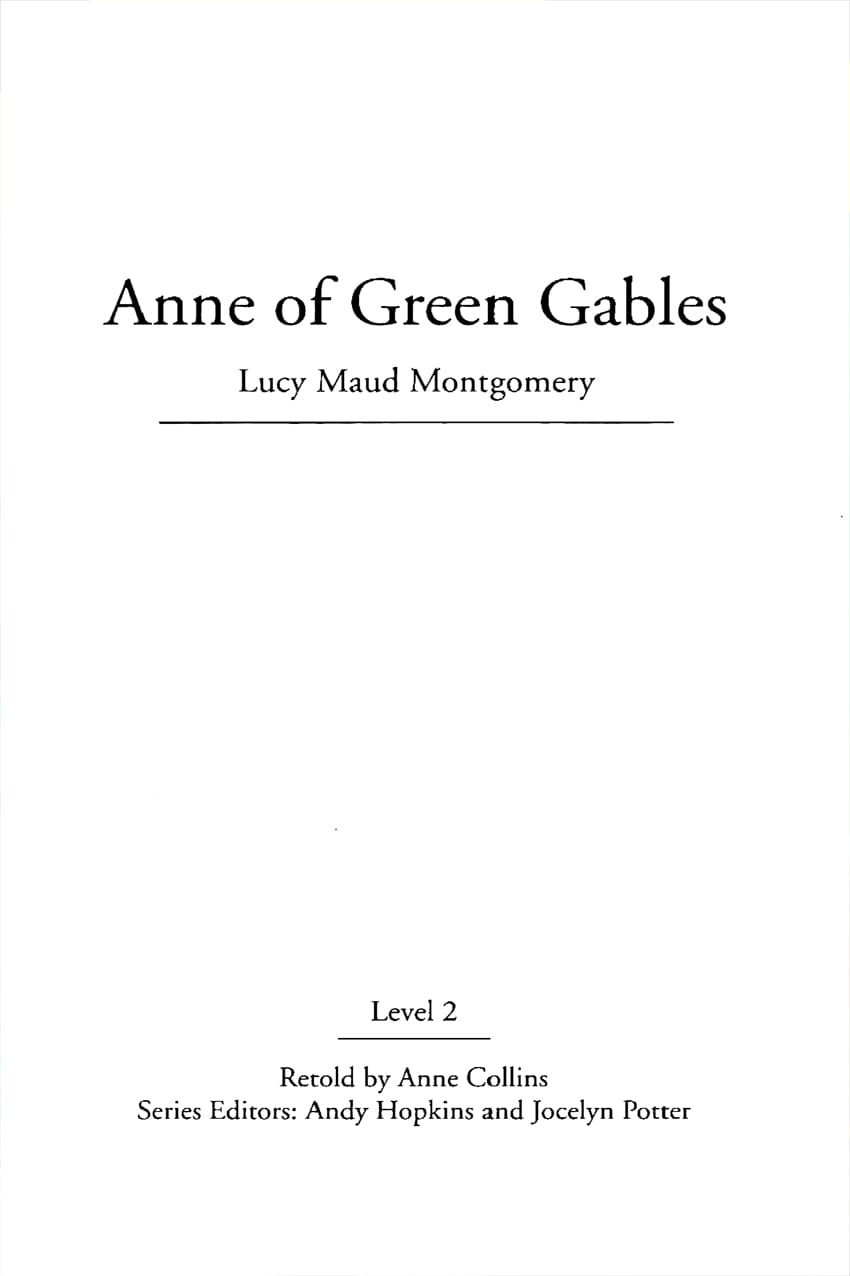 Anne of Green Gables
Lucy Maud Montgomery
Level 2
Retold by Anne Collins
Series Editors: Andy Hopkins and Jocelyn Potter